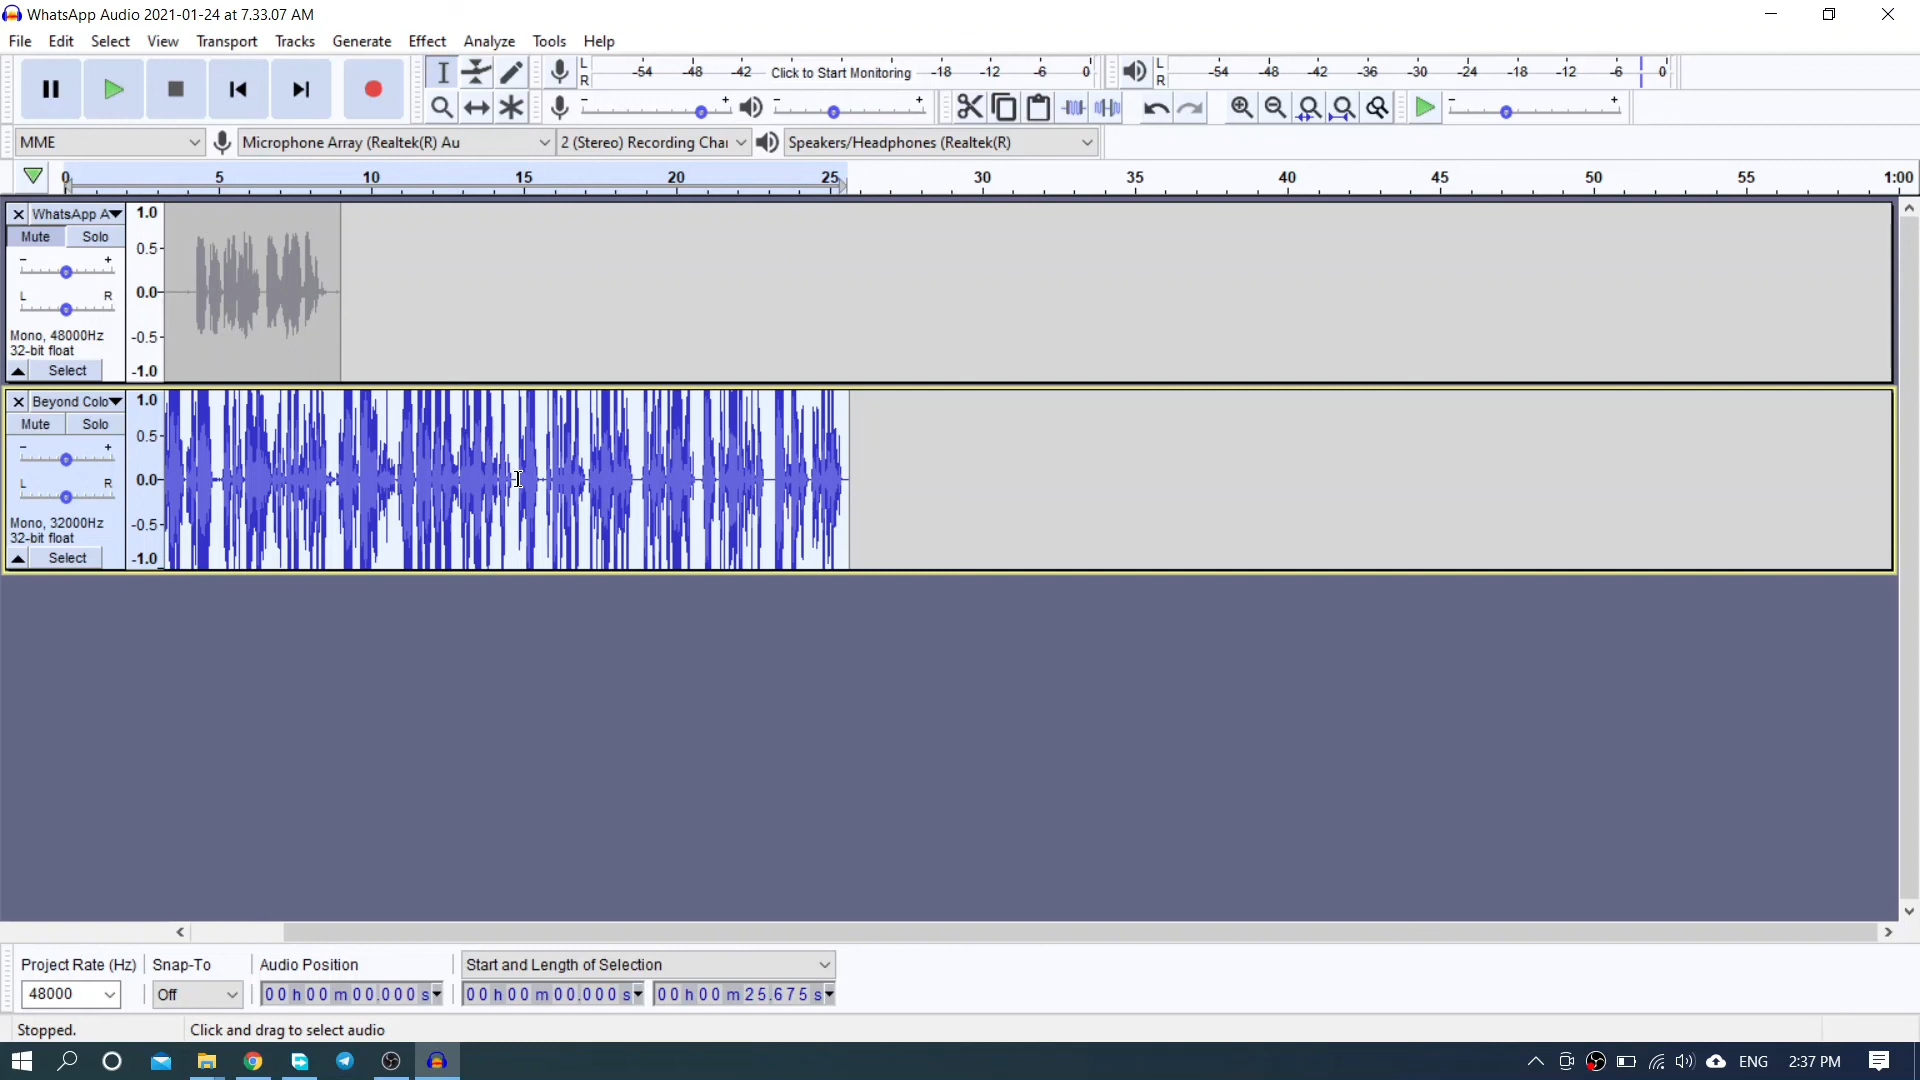 WhatsApp Audio 2021-01-24 at 7.33.07 AM
File Edit Select View Transport Tracks Generate Effect Analyze Tools Help
L R -54 -48 -42 Click to Start Monitoring -18 -12 -6 0 L R -54 -48 -42 -36 -30 -24 -18 -12 -6 0
- + - + - +
MME Microphone Array (Realtek(R) Au 2 (Stereo) Recording Chai Speakers/Headphones (Realtek(R)
0 5 10 15 20 25 30 35 40 45 50 55 1:00
WhatsApp A 1.0
Mute Solo
- + 0.5
L R 0.0
Mono, 48000Hz -0.5
32-bit float
Select -1.0
Beyond Colo 1.0
Mute Solo 0.5
- +
L R 0.0
Mono, 32000Hz -0.5
32-bit float
Select -1.0
Project Rate (Hz) Snap-To Audio Position Start and Length of Selection
48000 Off 00 h 00 m 00.000 s 00 h 00 m 00.000 s 00 h 00 m 25.675 s
Stopped. Click and drag to select audio
ENG 2:37 PM